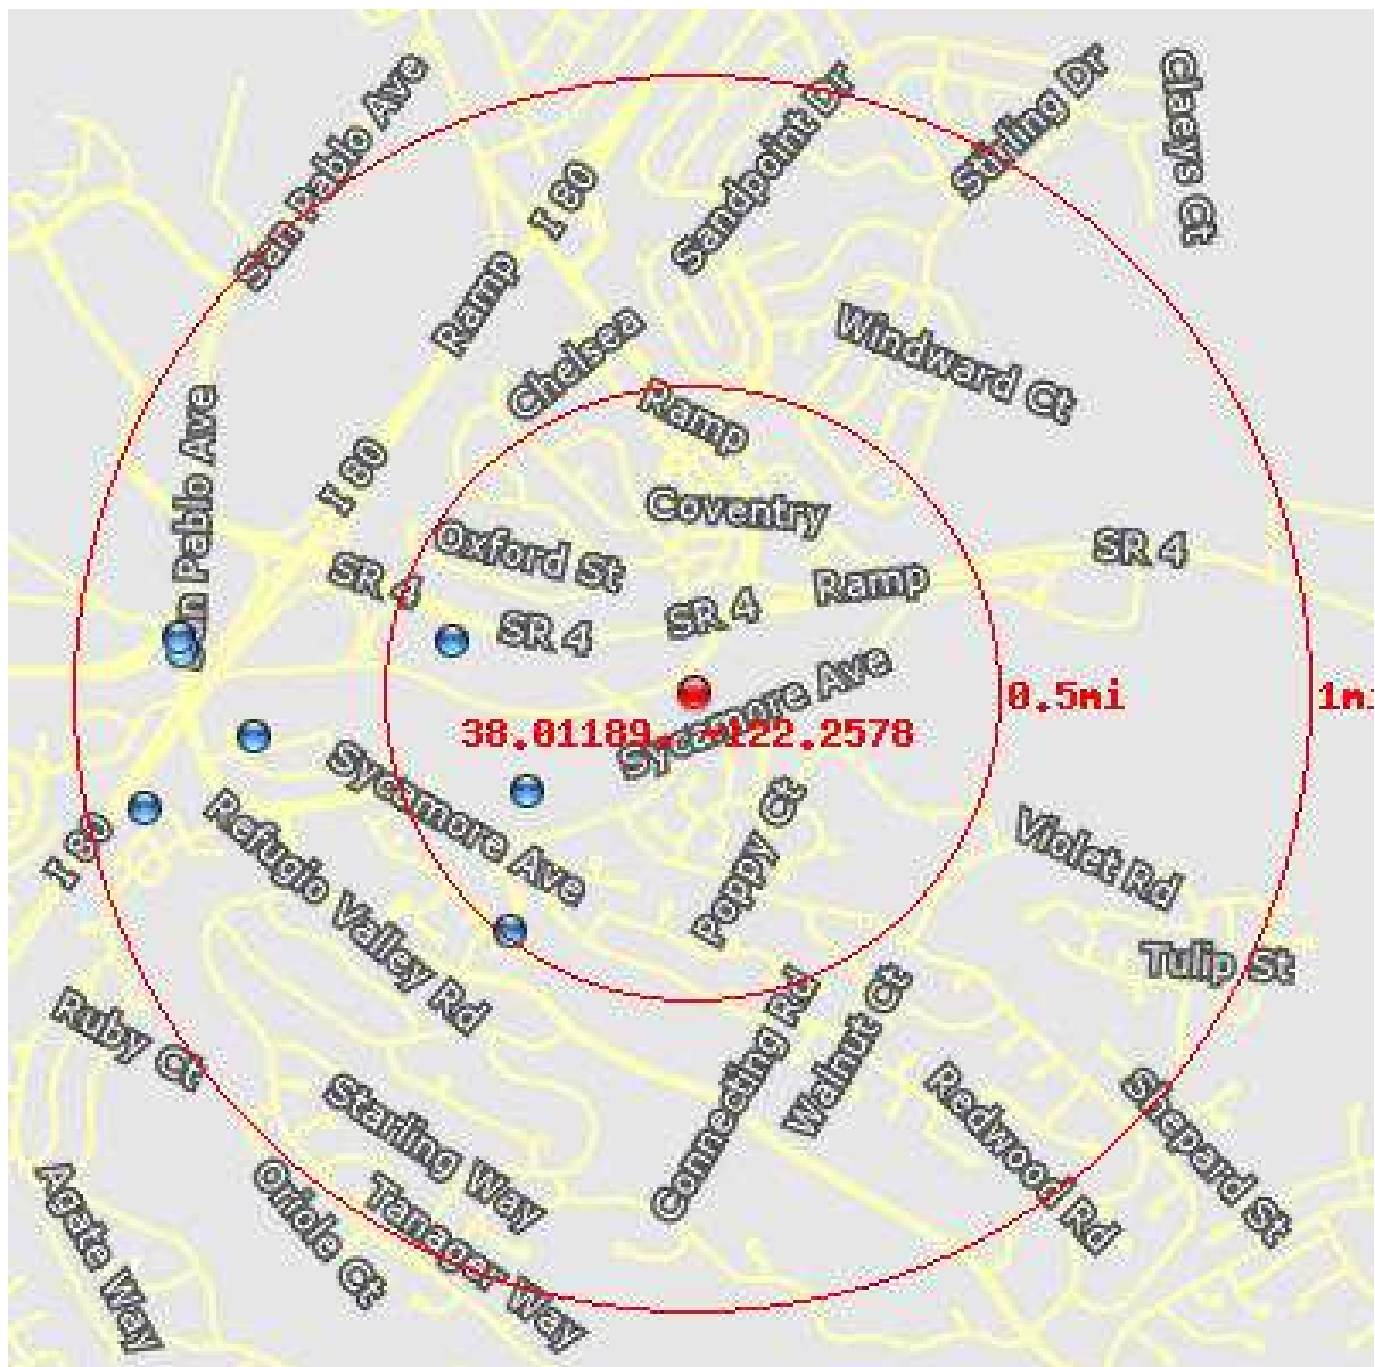 San Pablo Ave
Sandpoint Dr
Stirling Dr
Claeys Ct
I 80
Ramp
Chelsea
Windward Ct
Ramp
San Pablo Ave
I 80
Coventry
Oxford St
SR 4
SR 4
SR 4
Ramp
SR 4
Sycamore Ave
0.5mi
1mi
38.01189, -122.2578
Sycamore Ave
Refugio Valley Rd
I 80
Poppy Ct
Violet Rd
Tulip St
Ruby Ct
Connecting Rd
Walnut Ct
Redwood Rd
Shepard St
Starling Way
Tanager Way
Oriole Ct
Agate Way